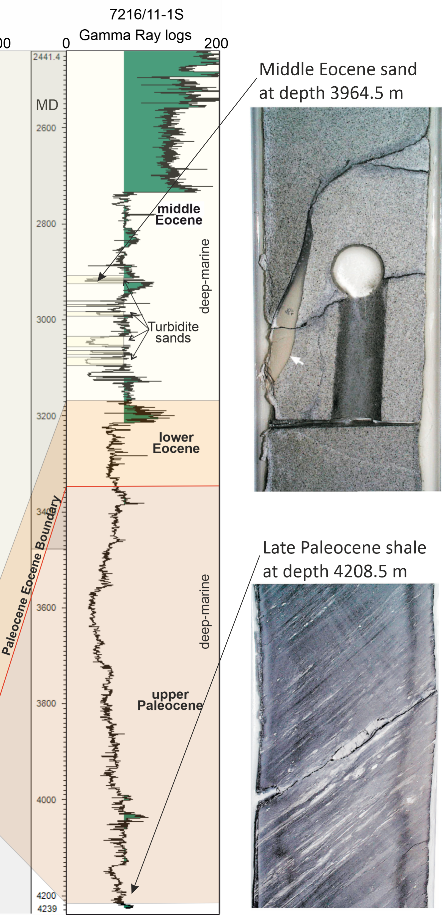 7216/11-1S
Gamma Ray logs
00
0
200
2441.4
MD
2600
2800
3000
3200
3400
3600
3800
4000
4200
4239
middle
Eocene
deep-marine
Turbidite
sands
lower
Eocene
Paleocene Eocene Boundary
deep-marine
upper
Paleocene
Middle Eocene sand
at depth 3964.5 m
Late Paleocene shale
at depth 4208.5 m